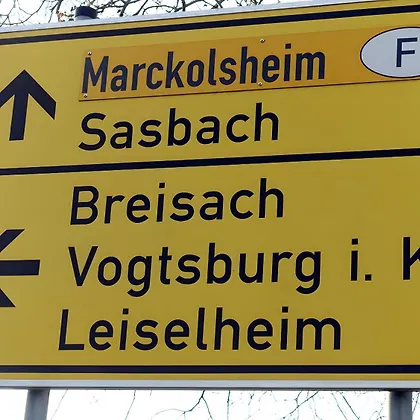 Marckolsheim F
Sasbach
Breisach
Vogtsburg i. K
Leiselheim